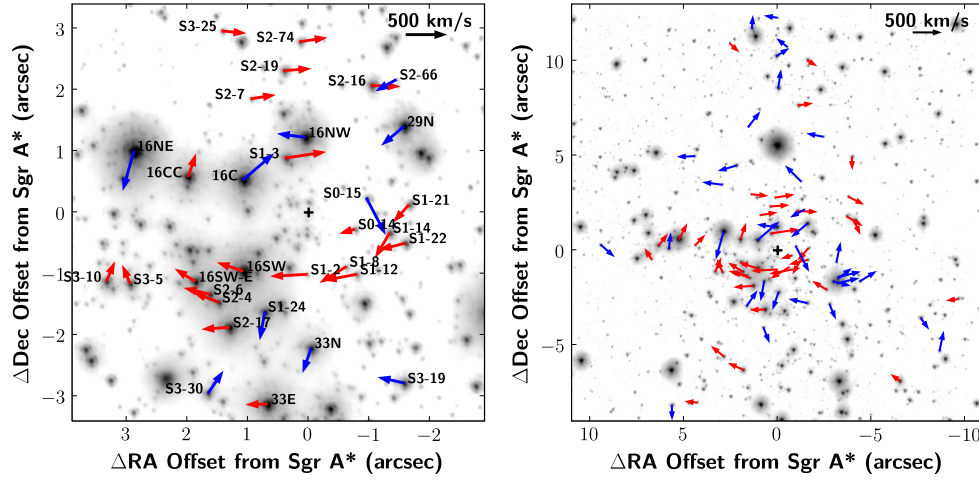 500 km/s
S3-25
S2-74
S2-19
S2-16
S2-66
S2-7
29N
16NW
16NE
S1-3
16CC
16C
S0-15
S1-21
S0-14
S1-14
S1-22
S1-8
S3-10
S3-5
16SW-E
16SW
S1-2
S1-12
S2-6
S2-4
S1-24
S2-17
33N
S3-30
S3-19
33E
3
2
1
0
−1
−2
−3
3
2
1
0
−1
−2
ΔRA Offset from Sgr A* (arcsec)
ΔDec Offset from Sgr A* (arcsec)
500 km/s
10
5
0
−5
10
5
0
−5
−10
ΔRA Offset from Sgr A* (arcsec)
ΔDec Offset from Sgr A* (arcsec)